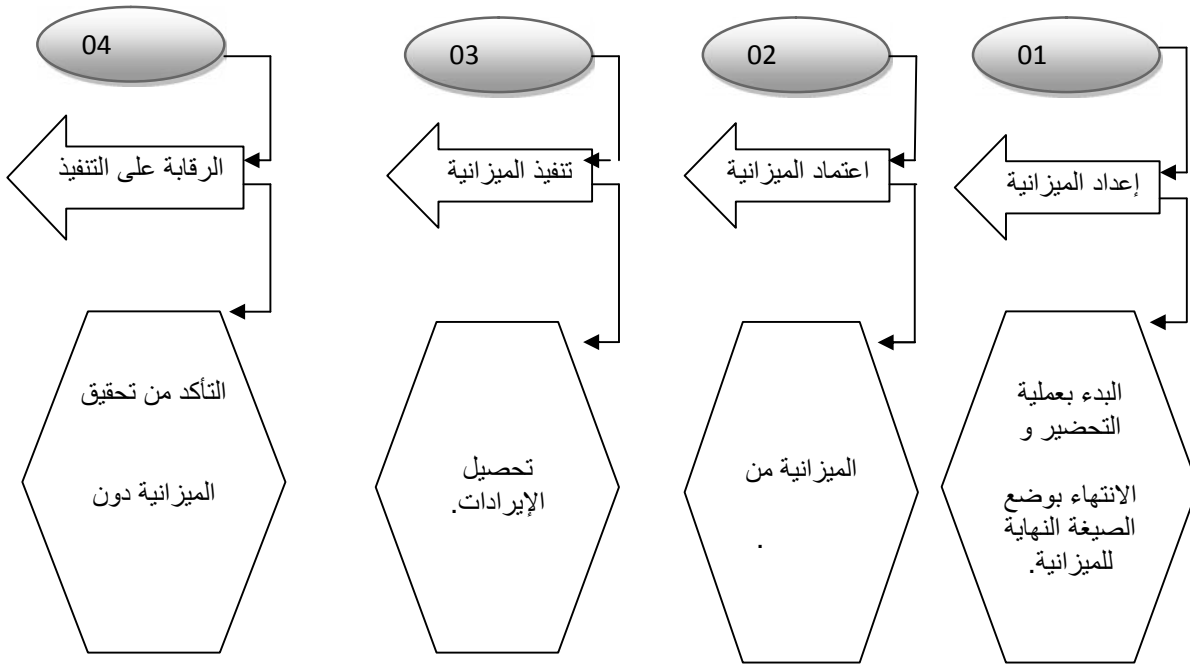 01
02
03
04
إعداد الميزانية
اعتماد الميزانية
تنفيذ الميزانية
الرقابة على التنفيذ
البدء بعملية
التحضير و
الانتهاء بوضع
الصيغة النهاية
للميزانية.
الميزانية من
.
تحصيل
الإيرادات.
التأكد من تحقيق
الميزانية دون